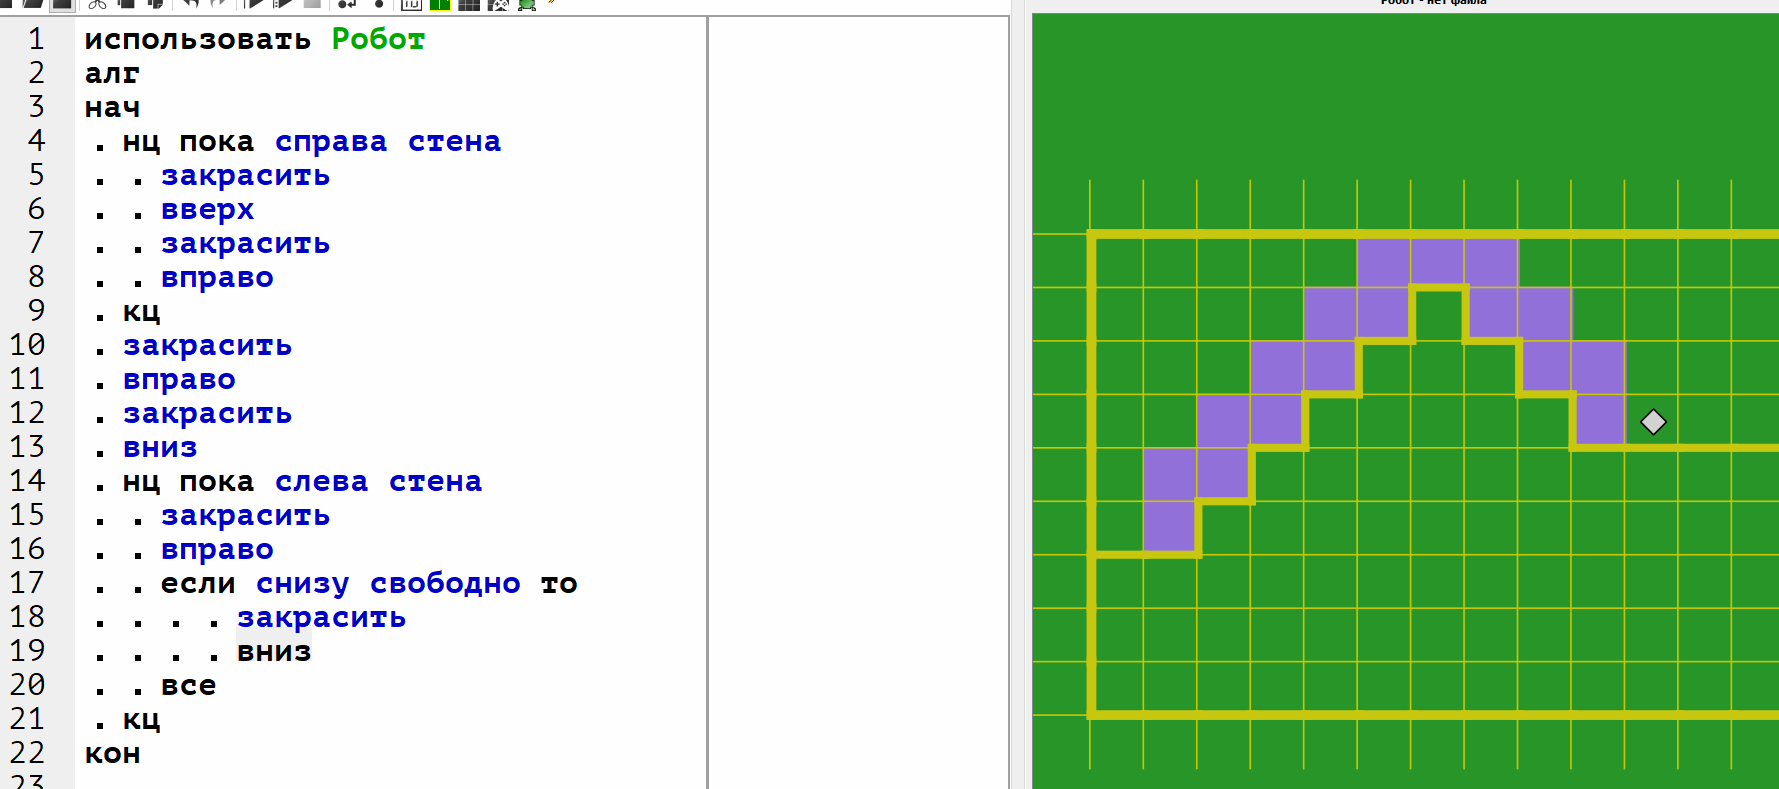 Робот - нет файла
1 использовать Робот
2 алг
3 нач
4 . нц пока справа стена
5 . . закрасить
6 . . вверх
7 . . закрасить
8 . . вправо
9 . кц
10 . закрасить
11 . вправо
12 . закрасить
13 . вниз
14 . нц пока слева стена
15 . . закрасить
16 . . вправо
17 . . если снизу свободно то
18 . . . . закрасить
19 . . . . вниз
20 . . все
21 . кц
22 кон
23